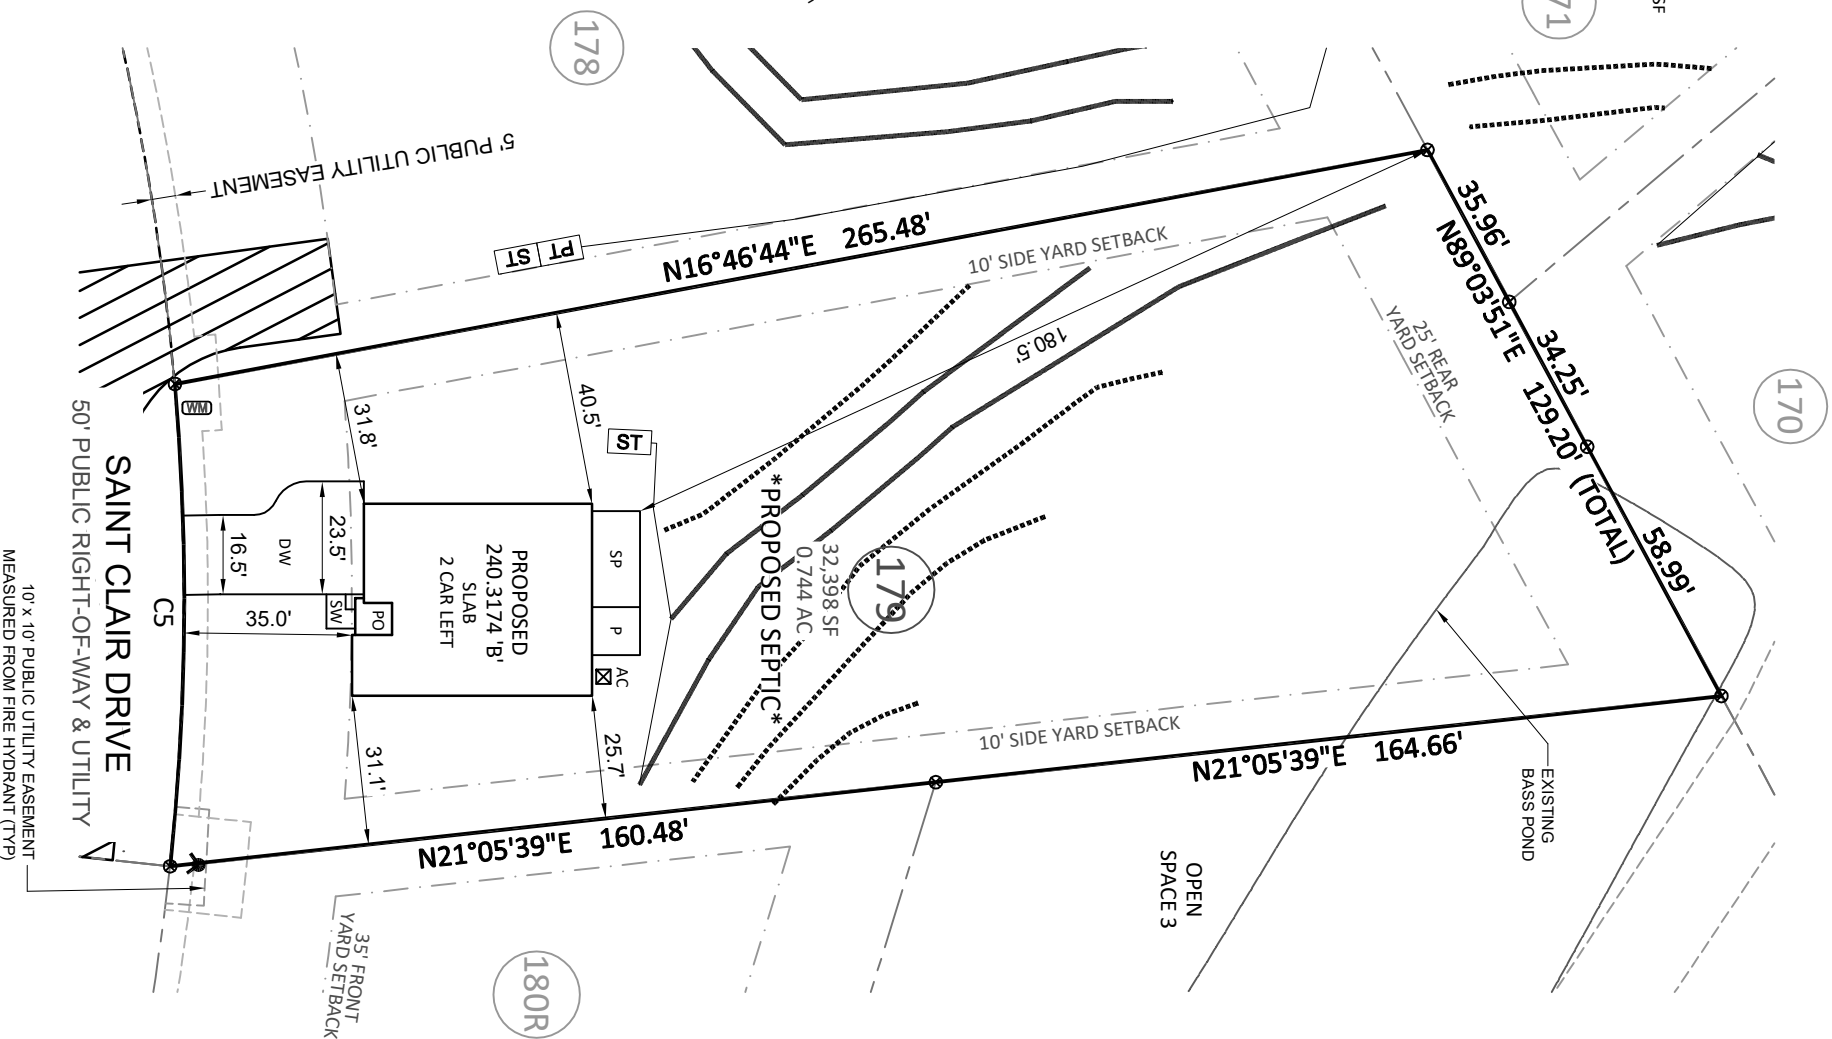 178
71
SF
170
5' PUBLIC UTILITY EASEMENT
ST PT
N16°46'44"E 265.48'
10' SIDE YARD SETBACK
35.96'
N89°03'51"E 129.20' (TOTAL)
34.25'
58.99'
25' REAR
YARD SETBACK
180.5'
40.5'
31.8'
ST
WM
*PROPOSED SEPTIC*
179
32,398 SF
0.744 AC
SP
P
AC
PROPOSED
240.3174 'B'
SLAB
2 CAR LEFT
PO
SW
DW
23.5'
16.5'
35.0'
31.1'
25.7'
C5
SAINT CLAIR DRIVE
50' PUBLIC RIGHT-OF-WAY & UTILITY
10' x 10' PUBLIC UTILITY EASEMENT
MEASURED FROM FIRE HYDRANT (TYP)
10' SIDE YARD SETBACK
N21°05'39"E 164.66'
N21°05'39"E 160.48'
EXISTING
BASS POND
OPEN
SPACE 3
35' FRONT
YARD SETBACK
180R